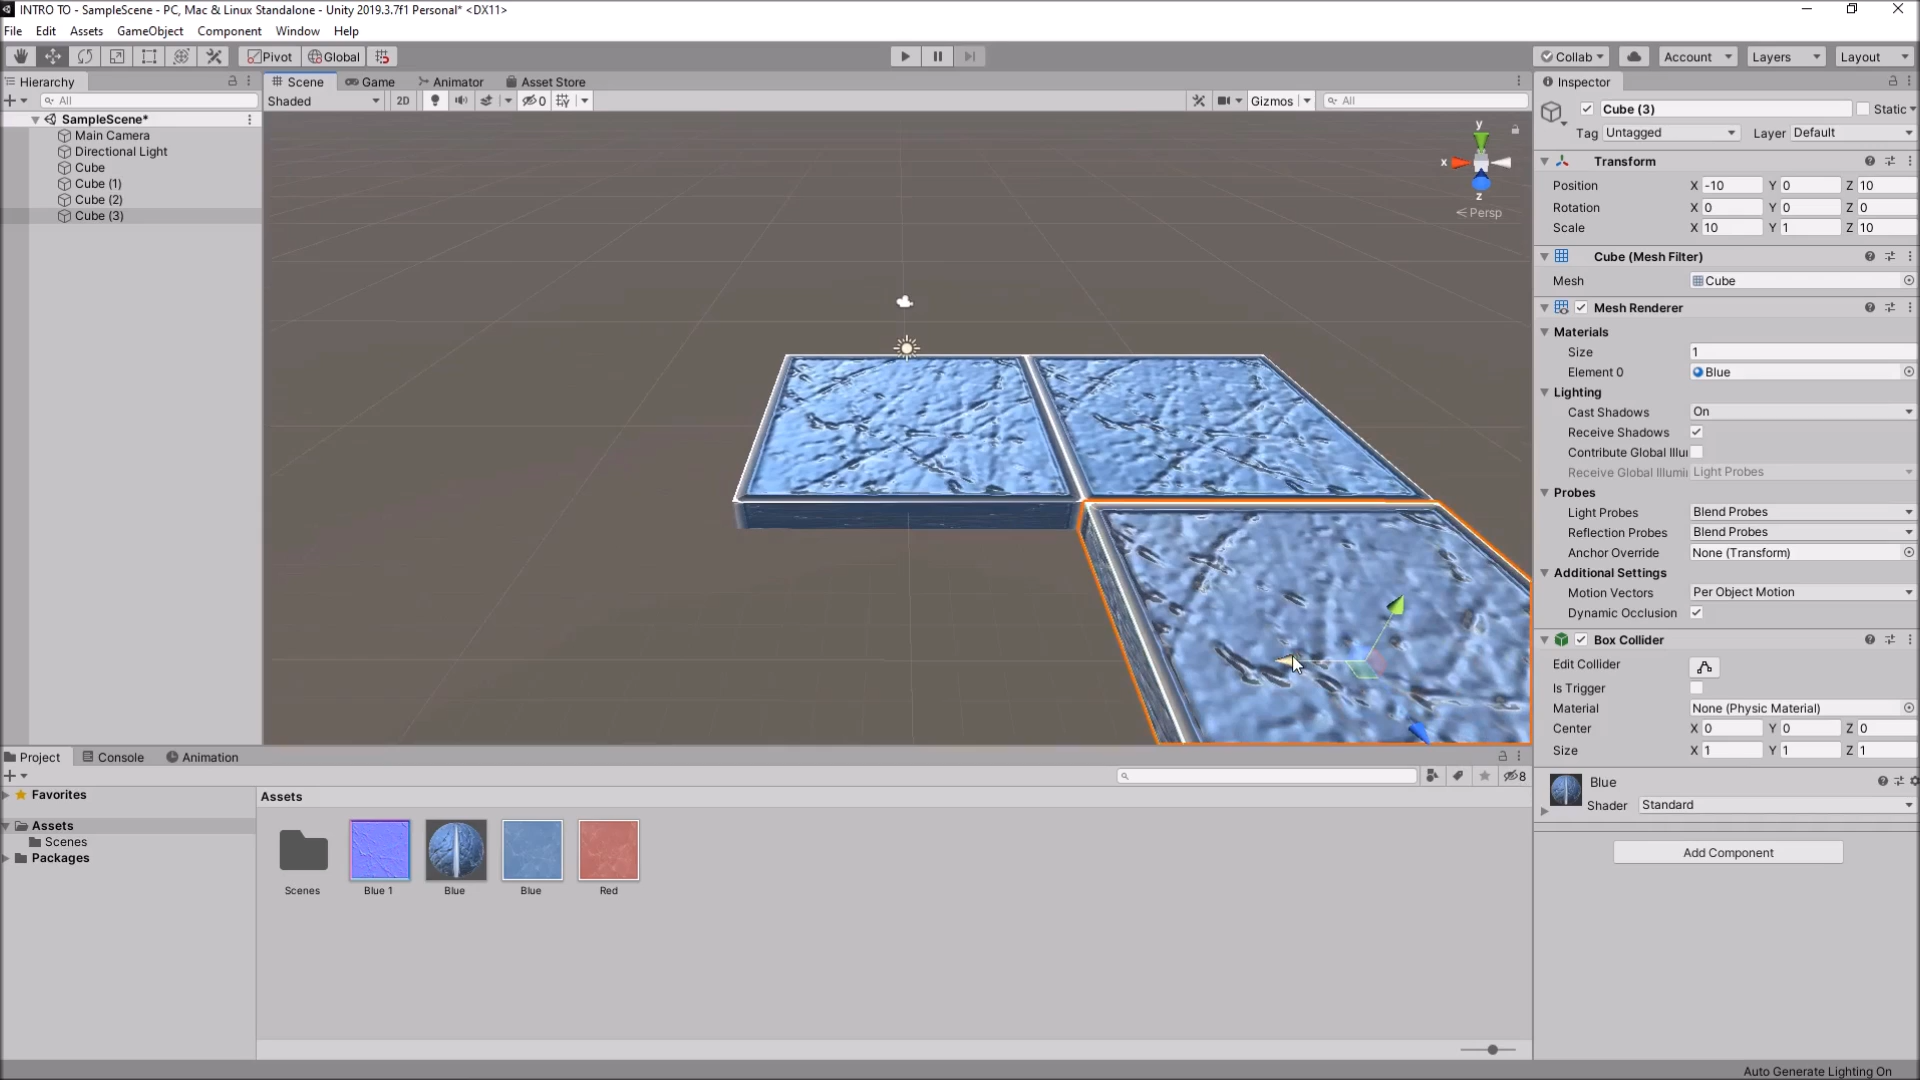 INTRO TO - SampleScene - PC, Mac & Linux Standalone - Unity 2019.3.7f1 Personal* <DX11>
File Edit Assets GameObject Component Window Help
Pivot Global Collab Account Layers Layout
Hierarchy
All
SampleScene*
Main Camera
Directional Light
Cube
Cube (1)
Cube (2)
Cube (3)
Scene Game Animator Asset Store
Shaded 2D 0 Gizmos All
y
x
z
Persp
Inspector
Cube (3) Static
Tag Untagged Layer Default
Transform
Position X -10 Y 0 Z 10
Rotation X 0 Y 0 Z 0
Scale X 10 Y 1 Z 10
Cube (Mesh Filter)
Mesh Cube
Mesh Renderer
Materials
Size 1
Element 0 Blue
Lighting
Cast Shadows On
Receive Shadows
Contribute Global Illu
Receive Global Illumi Light Probes
Probes
Light Probes Blend Probes
Reflection Probes Blend Probes
Anchor Override None (Transform)
Additional Settings
Motion Vectors Per Object Motion
Dynamic Occlusion
Box Collider
Edit Collider
Is Trigger
Material None (Physic Material)
Center X 0 Y 0 Z 0
Size X 1 Y 1 Z 1
Blue
Shader Standard
Add Component
Project Console Animation
8
Favorites
Assets
Scenes
Packages
Assets
Scenes Blue 1 Blue Blue Red
Auto Generate Lighting On